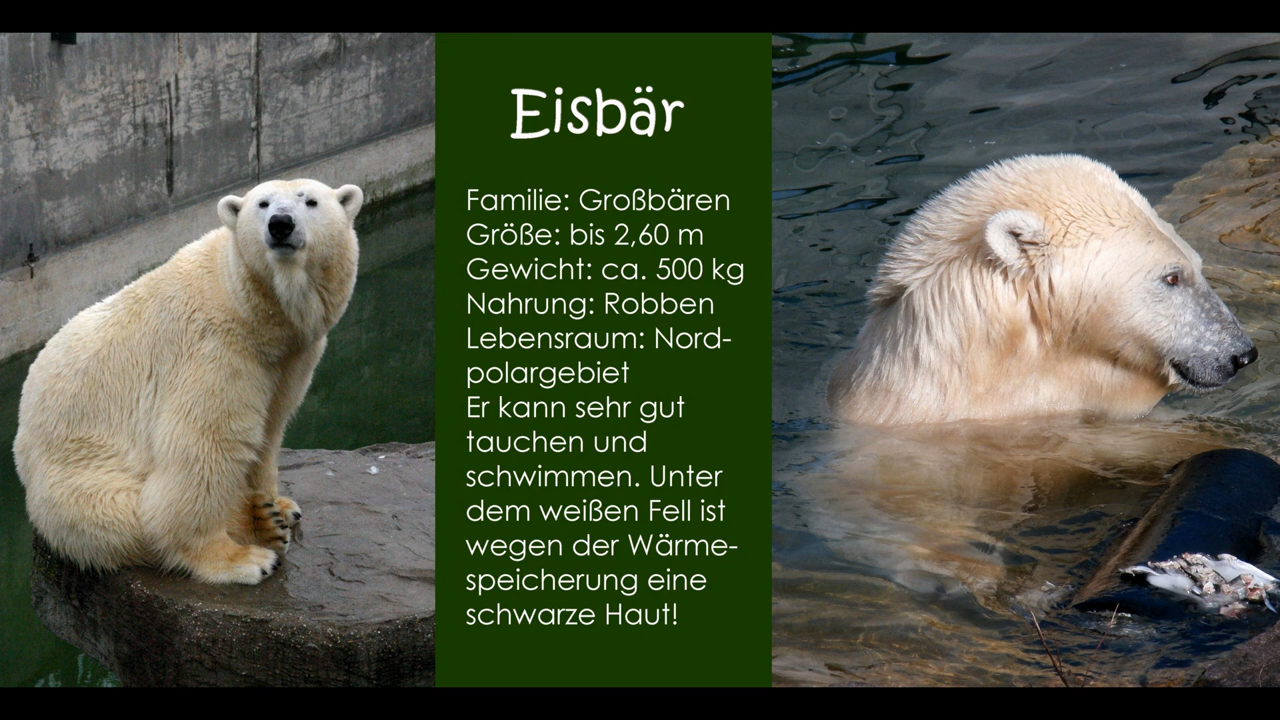 Eisbär
Familie: Großbären
Größe: bis 2,60 m
Gewicht: ca. 500 kg
Nahrung: Robben
Lebensraum: Nord-
polargebiet
Er kann sehr gut
tauchen und
schwimmen. Unter
dem weißen Fell ist
wegen der Wärme-
speicherung eine
schwarze Haut!